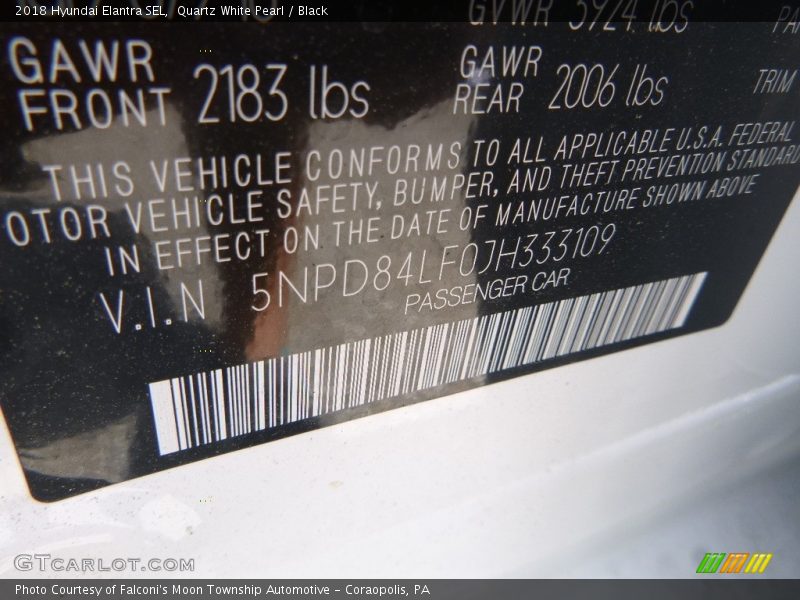 2018 Hyundai Elantra SEL, Quartz White Pearl / Black
GVWR 3924 lbs
GAWR FRONT 2183 lbs
GAWR REAR 2006 lbs
TRIM
THIS VEHICLE CONFORMS TO ALL APPLICABLE U.S.A. FEDERAL
OTOR VEHICLE SAFETY, BUMPER, AND THEFT PREVENTION STANDARD
IN EFFECT ON THE DATE OF MANUFACTURE SHOWN ABOVE
V.I.N 5NPD84LF0JH333109
PASSENGER CAR
GTCARLOT.COM
Photo Courtesy of Falconi's Moon Township Automotive - Coraopolis, PA